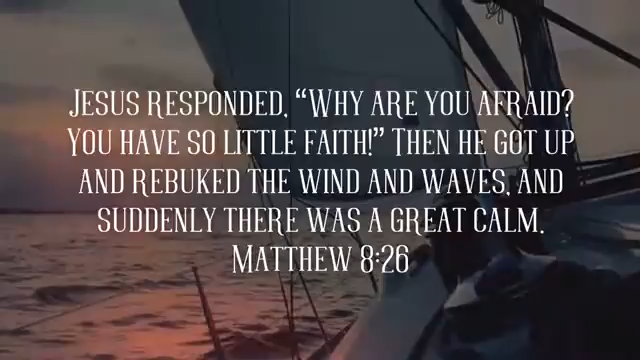 Jesus responded, “Why are you afraid?
You have so little faith!” Then he got up
and rebuked the wind and waves, and
suddenly there was a great calm.
Matthew 8:26